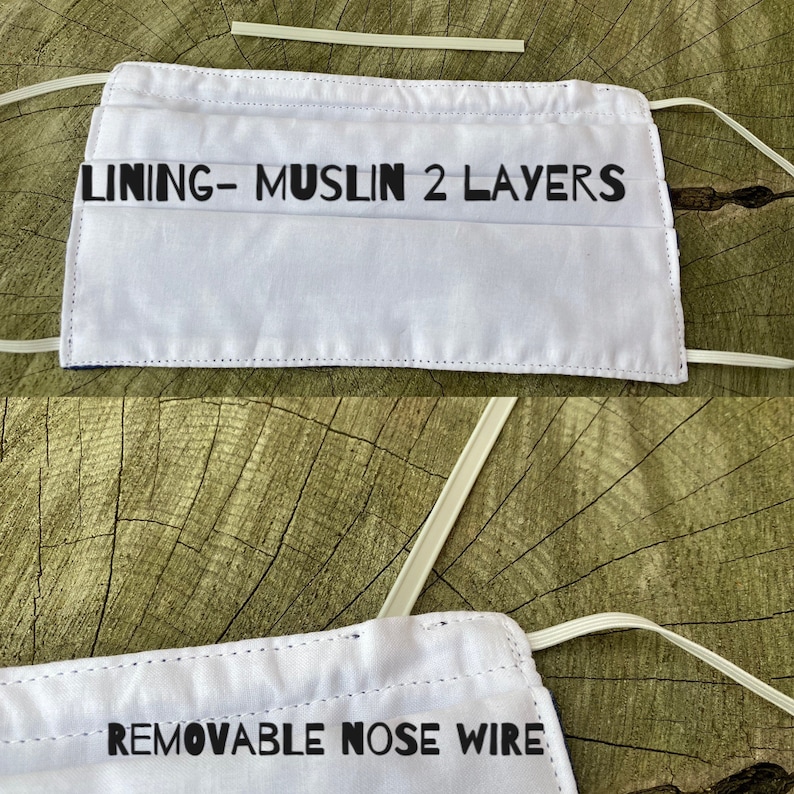 LINING- MUSLIN 2 LAYERS
REMOVABLE NOSE WIRE